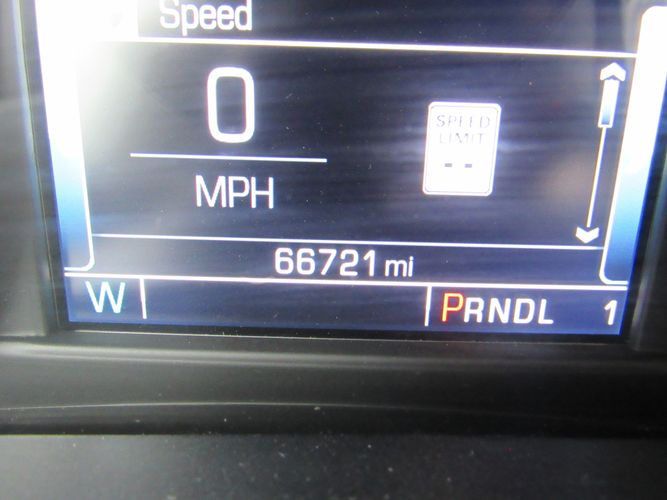 Speed
0
SPEED
LIMIT
--
MPH
66721 mi
W
PRNDL 1